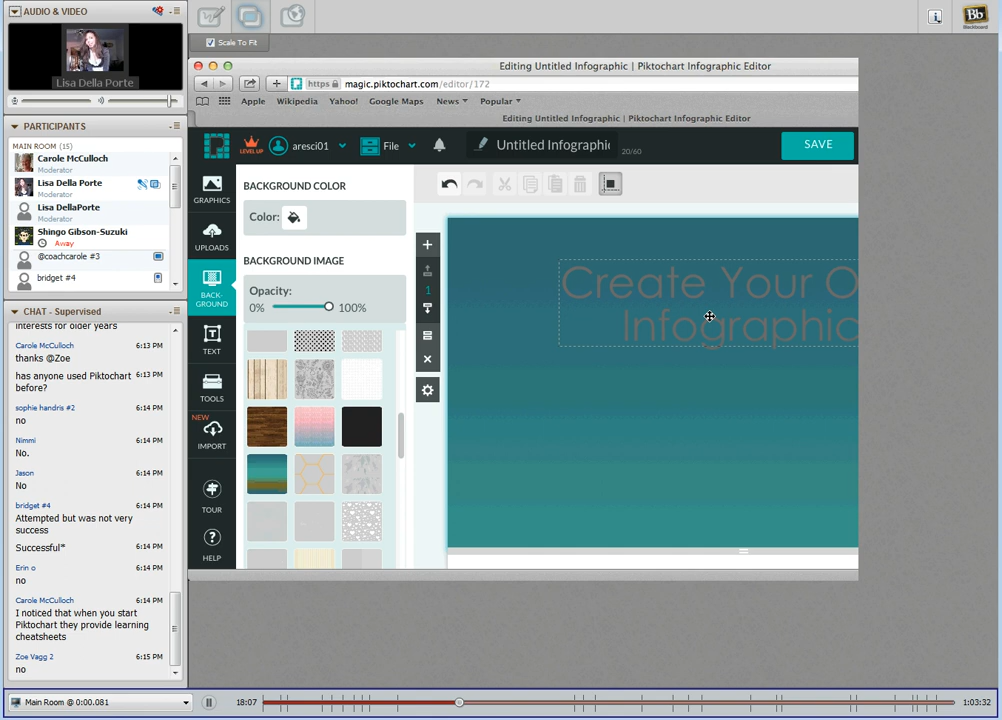 AUDIO & VIDEO
Lisa Della Porte
PARTICIPANTS
MAIN ROOM (15)
Carole McCulloch
Moderator
Lisa Della Porte
Moderator
Lisa DellaPorte
Moderator
Shingo Gibson-Suzuki
Away
@coachcarole #3
bridget #4
CHAT - Supervised
interests for older years
Carole McCulloch 6:13 PM
thanks @Zoe
has anyone used Piktochart 6:13 PM
before?
sophie handris #2 6:14 PM
no
Nimmi 6:14 PM
No.
Jason 6:14 PM
No
bridget #4 6:14 PM
Attempted but was not very
success
Successful* 6:14 PM
Erin o 6:14 PM
no
Carole McCulloch 6:14 PM
I noticed that when you start
Piktochart they provide learning
cheatsheets
Zoe Vagg 2 6:15 PM
no
Main Room @ 0:00.081
18:07
1:03:32
Scale To Fit
i
Bb
Blackboard
Editing Untitled Infographic | Piktochart Infographic Editor
https magic.piktochart.com/editor/172
Apple Wikipedia Yahoo! Google Maps News Popular
Editing Untitled Infographic | Piktochart Infographic Editor
LEVEL UP
aresci01
File
Untitled Infographic
20/60
SAVE
GRAPHICS
UPLOADS
BACK-
GROUND
TEXT
TOOLS
NEW
IMPORT
TOUR
HELP
BACKGROUND COLOR
Color:
BACKGROUND IMAGE
Opacity:
0% 100%
1
Create Your O
Infographic